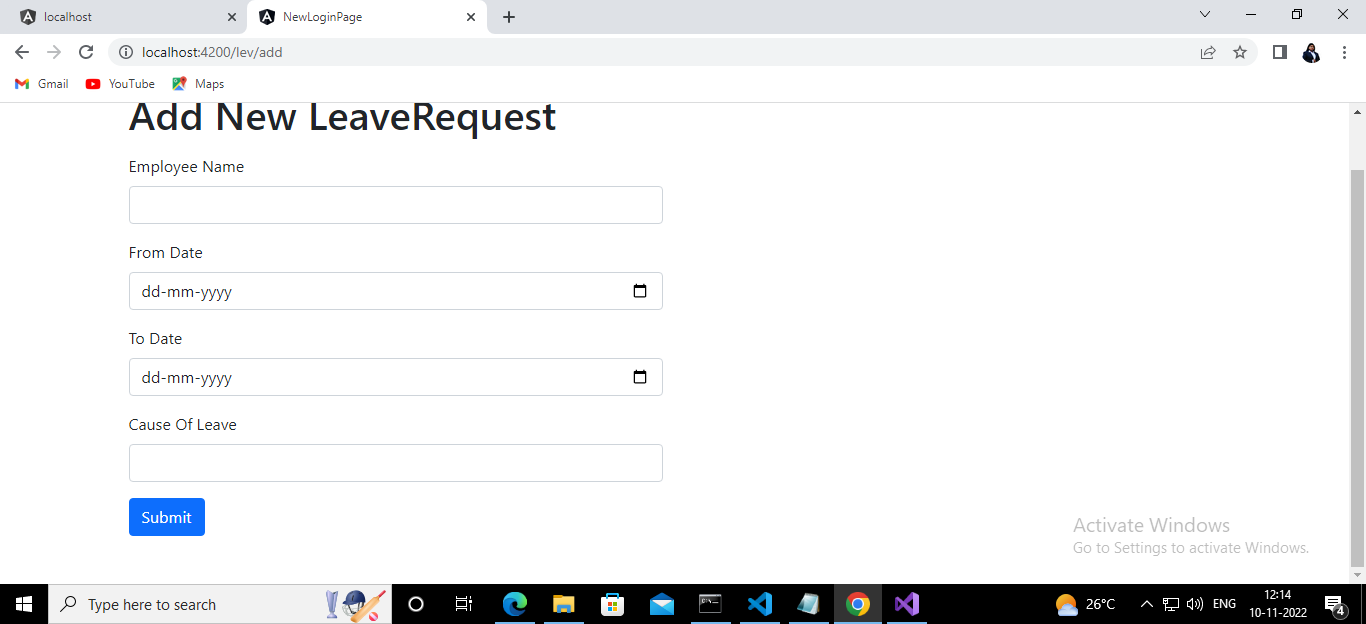 localhost
NewLoginPage
localhost:4200/lev/add
Gmail
YouTube
Maps
Add New LeaveRequest
Employee Name
From Date
dd-mm-yyyy
To Date
dd-mm-yyyy
Cause Of Leave
Submit
Activate Windows
Go to Settings to activate Windows.
Type here to search
26°C
ENG
12:14
10-11-2022
4